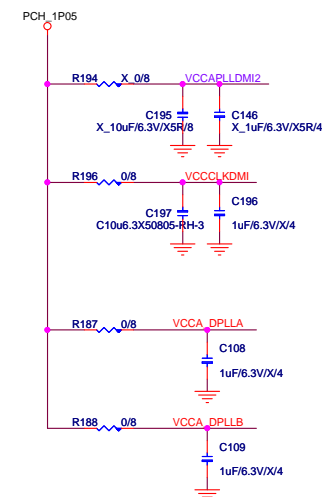 PCH_1P05
R194 X_0/8 VCCAPLLDMI2
C195 C146
X_10uF/6.3V/X5R/8 X_1uF/6.3V/X5R/4
R196 0/8 VCCCLKDMI
C197 C196
C10u6.3X50805-RH-3 1uF/6.3V/X/4
R187 0/8 VCCA_DPLLA
C108
1uF/6.3V/X/4
R188 0/8 VCCA_DPLLB
C109
1uF/6.3V/X/4